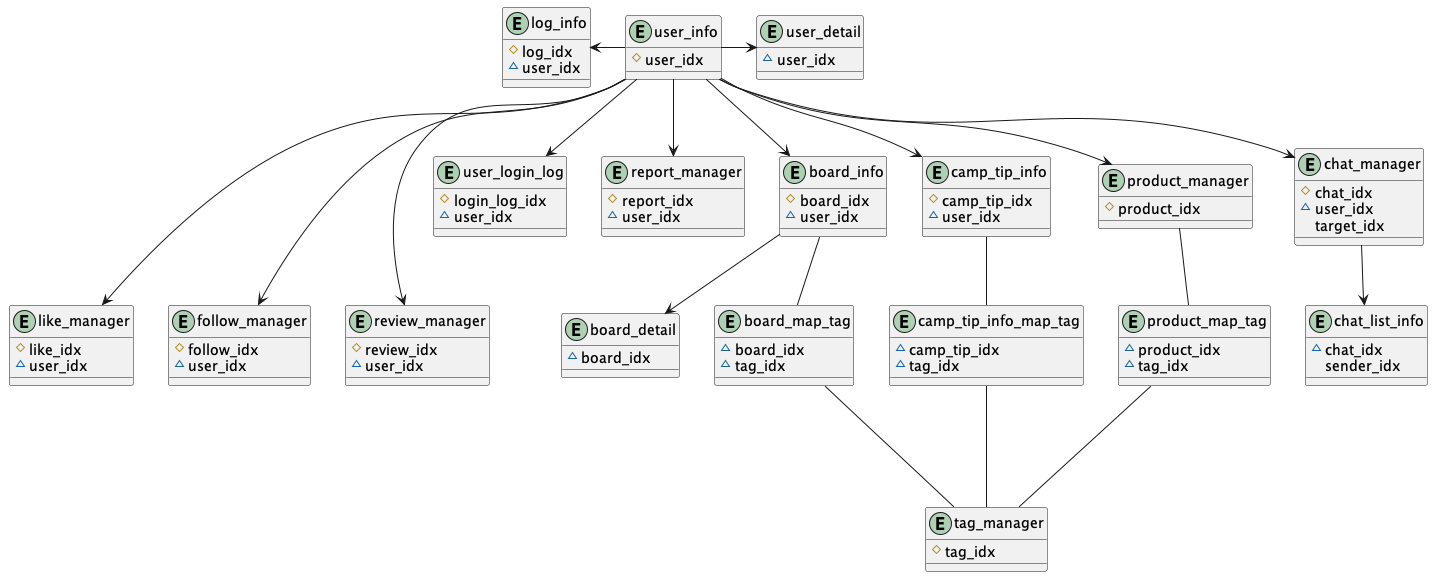 E log_info
log_idx
user_idx
E user_info
user_idx
E user_detail
user_idx
E user_login_log
login_log_idx
user_idx
E report_manager
report_idx
user_idx
E board_info
board_idx
user_idx
E camp_tip_info
camp_tip_idx
user_idx
E product_manager
product_idx
E chat_manager
chat_idx
user_idx
target_idx
E like_manager
like_idx
user_idx
E follow_manager
follow_idx
user_idx
E review_manager
review_idx
user_idx
E board_detail
board_idx
E board_map_tag
board_idx
tag_idx
E camp_tip_info_map_tag
camp_tip_idx
tag_idx
E product_map_tag
product_idx
tag_idx
E chat_list_info
chat_idx
sender_idx
E tag_manager
tag_idx